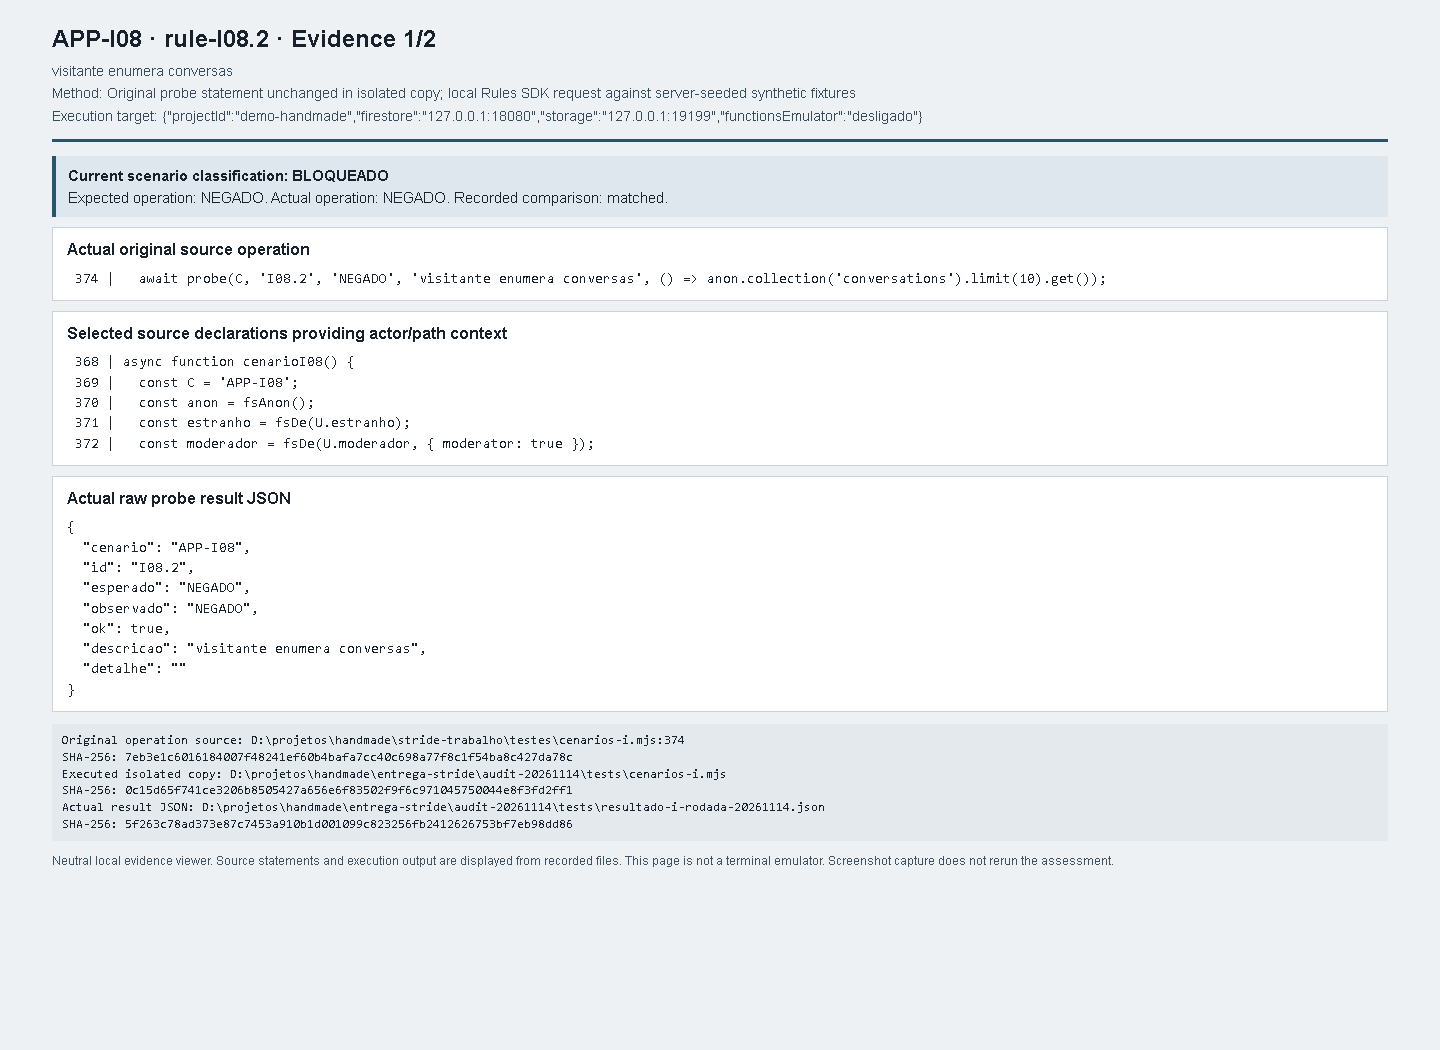 APP-I08 · rule-I08.2 · Evidence 1/2
visitante enumera conversas
Method: Original probe statement unchanged in isolated copy; local Rules SDK request against server-seeded synthetic fixtures
Execution target: {"projectId":"demo-handmade","firestore":"127.0.0.1:18080","storage":"127.0.0.1:19199","functionsEmulator":"desligado"}
Current scenario classification: BLOQUEADO
Expected operation: NEGADO. Actual operation: NEGADO. Recorded comparison: matched.
Actual original source operation
374 |   await probe(C, 'I08.2', 'NEGADO', 'visitante enumera conversas', () => anon.collection('conversations').limit(10).get());
Selected source declarations providing actor/path context
368 | async function cenarioI08() {
369 |   const C = 'APP-I08';
370 |   const anon = fsAnon();
371 |   const estranho = fsDe(U.estranho);
372 |   const moderador = fsDe(U.moderador, { moderator: true });
Actual raw probe result JSON
{
  "cenario": "APP-I08",
  "id": "I08.2",
  "esperado": "NEGADO",
  "observado": "NEGADO",
  "ok": true,
  "descricao": "visitante enumera conversas",
  "detalhe": ""
}
Original operation source: D:\projetos\handmade\stride-trabalho\testes\cenarios-i.mjs:374
SHA-256: 7eb3e1c6016184007f48241ef60b4bafa7cc40c698a77f8c1f54ba8c427da78c
Executed isolated copy: D:\projetos\handmade\entrega-stride\audit-20261114\tests\cenarios-i.mjs
SHA-256: 0c15d65f741ce3206b8505427a656e6f83502f9f6c971045750044e8f3fd2ff1
Actual result JSON: D:\projetos\handmade\entrega-stride\audit-20261114\tests\resultado-i-rodada-20261114.json
SHA-256: 5f263c78ad373e87c7453a910b1d001099c823256fb2412626753bf7eb98dd86
Neutral local evidence viewer. Source statements and execution output are displayed from recorded files. This page is not a terminal emulator. Screenshot capture does not rerun the assessment.